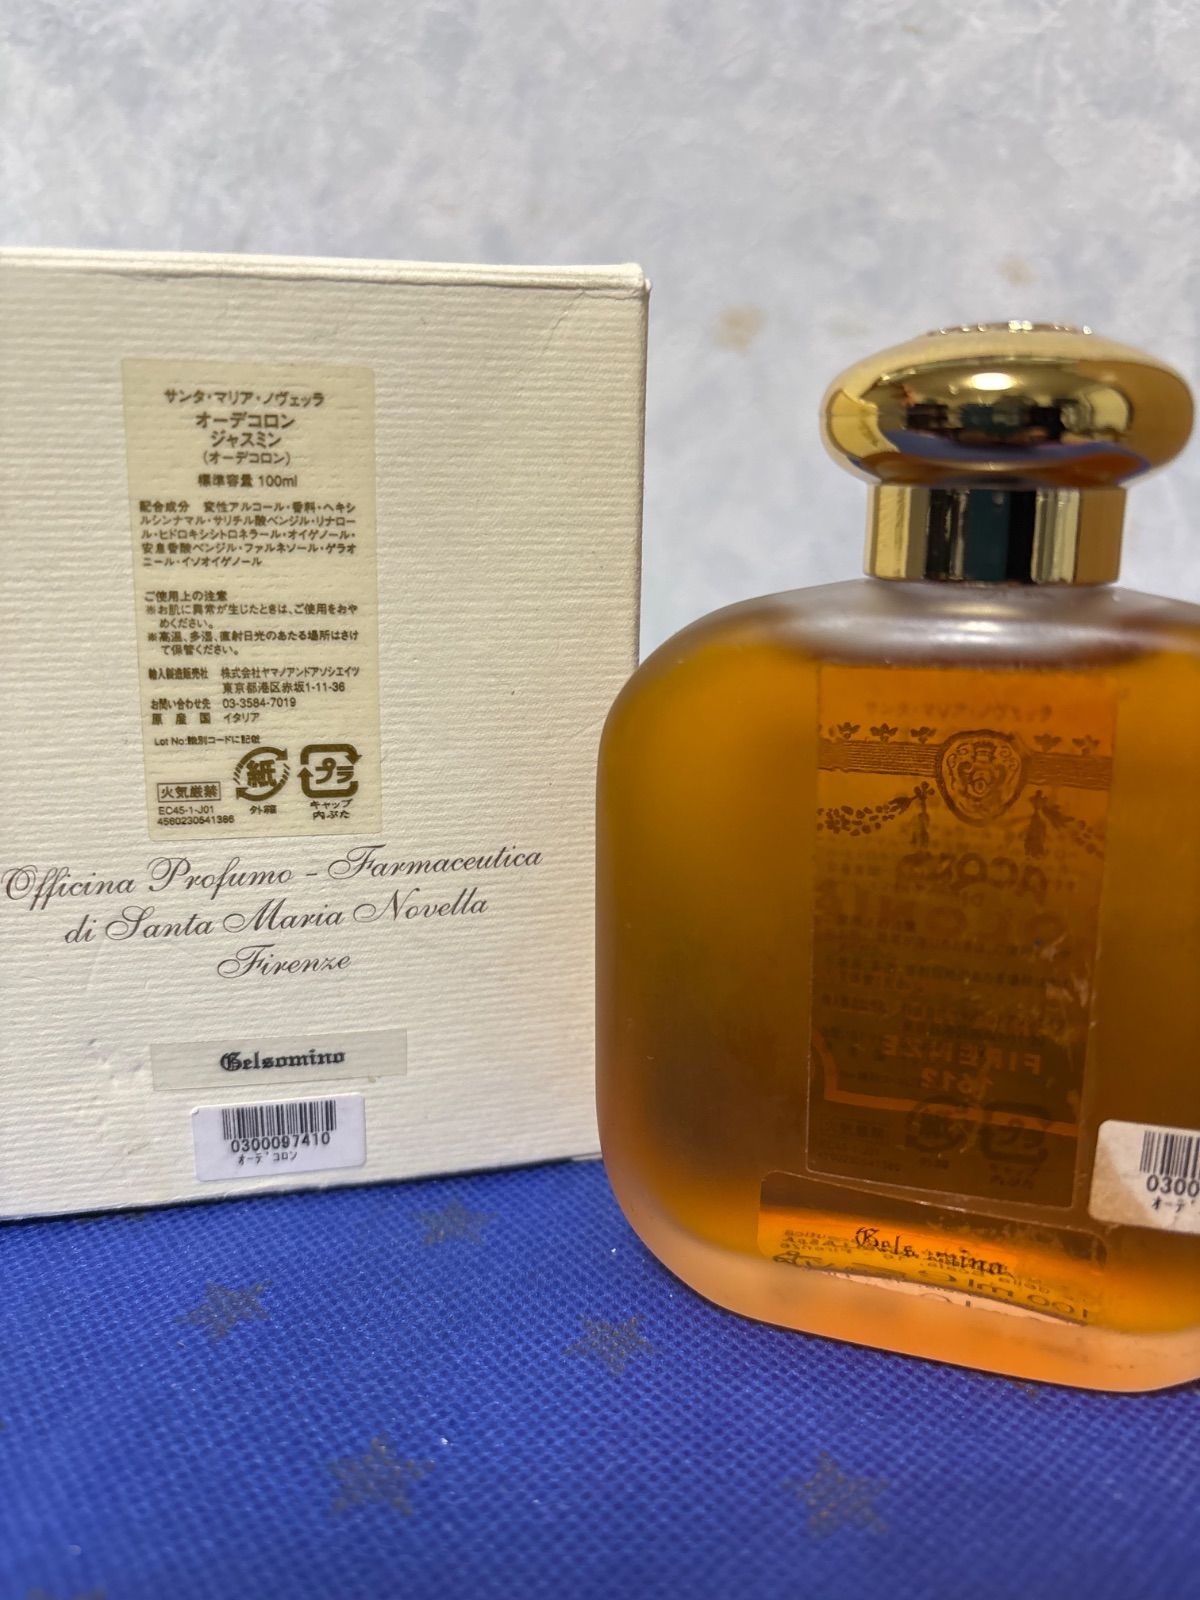 サンタ・マリア・ノヴェッラ
オーデコロン
ジャスミン
(オーデコロン)
標準容量 100ml
配合成分 変性アルコール・香料・ヘキシ
ルシンナマル・サリチル酸ベンジル・リナロー
ル・ヒドロキシシトロネラール・オイゲノール・
安息香酸ベンジル・ファルネソール・ゲラオ
ニール・イソオイゲノール
ご使用上の注意
※お肌に異常が生じたときは、ご使用をおや
めください。
※高温、多湿、直射日光のあたる場所はさけ
て保管ください。
輸入製造販売社 株式会社ヤマノアンドアソシエイツ
東京都港区赤坂1-11-36
お問い合わせ先 03-3584-7019
原産国 イタリア
Lot No:識別コードに記載
紙
プラ
火気厳禁
外箱
キャップ
内ぶた
EC45-1-J01
4560230541386
Officina Profumo - Farmaceutica
di Santa Maria Novella
Firenze
Gelsomino
0300097410
オーデコロン
ACQUA
FIRENZE
1612
Gelsomino
100 ml
0300
オーデ